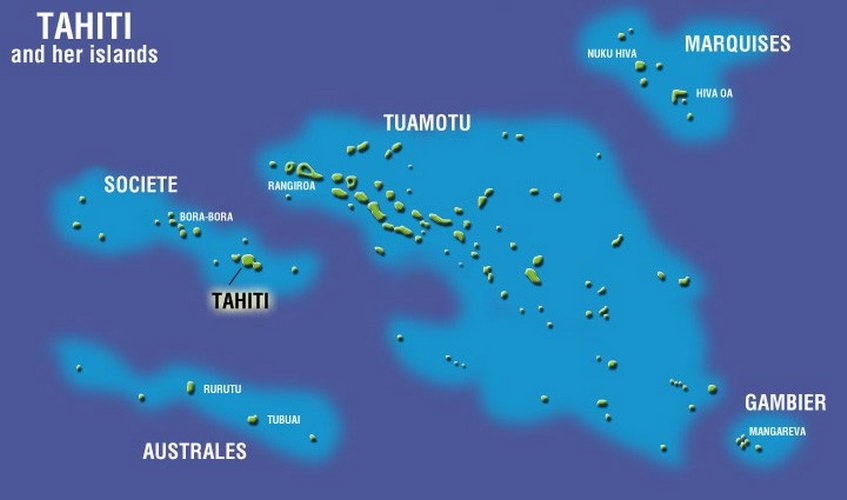 TAHITI
and her islands
MARQUISES
NUKU HIVA
HIVA OA
TUAMOTU
RANGIROA
SOCIETE
BORA-BORA
TAHITI
RURUTU
TUBUAI
AUSTRALES
GAMBIER
MANGAREVA